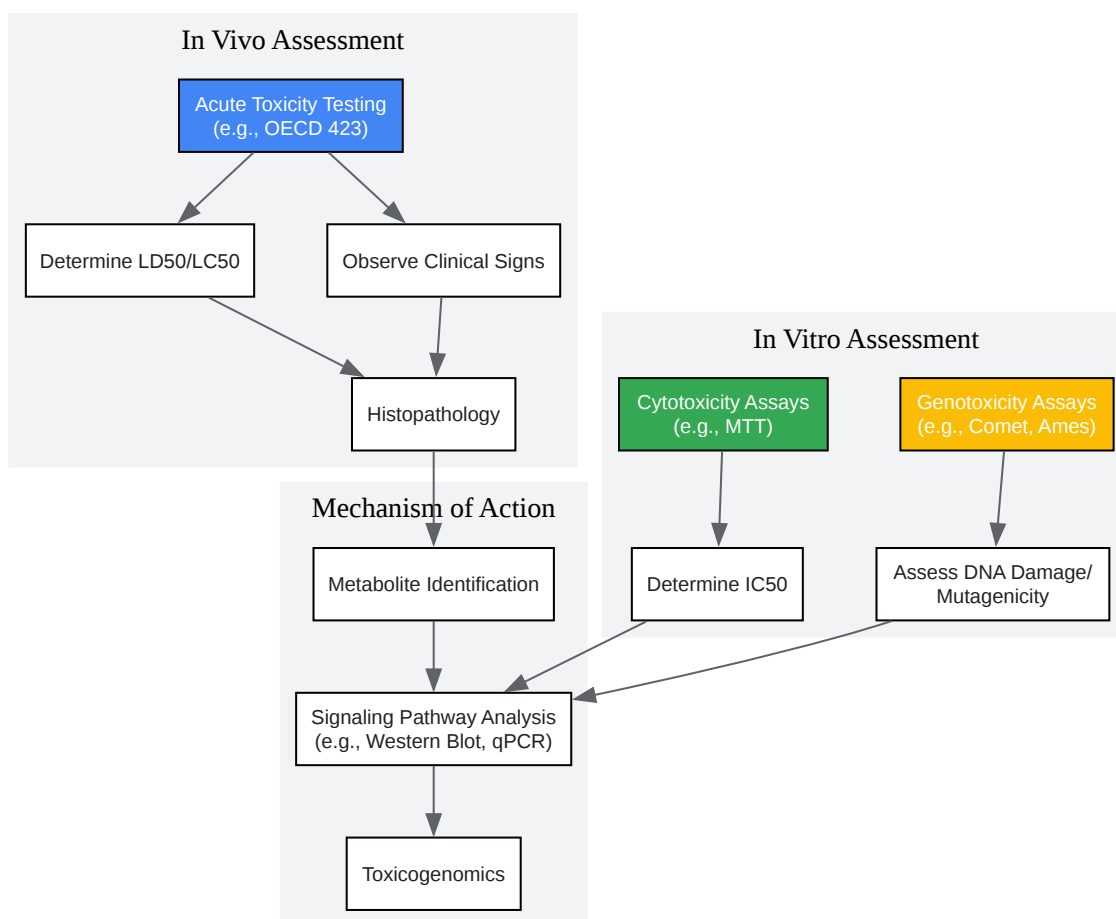 In Vivo Assessment
Acute Toxicity Testing
(e.g., OECD 423)
Determine LD50/LC50
Observe Clinical Signs
Histopathology
In Vitro Assessment
Cytotoxicity Assays
(e.g., MTT)
Genotoxicity Assays
(e.g., Comet, Ames)
Determine IC50
Assess DNA Damage/
Mutagenicity
Mechanism of Action
Metabolite Identification
Signaling Pathway Analysis
(e.g., Western Blot, qPCR)
Toxicogenomics